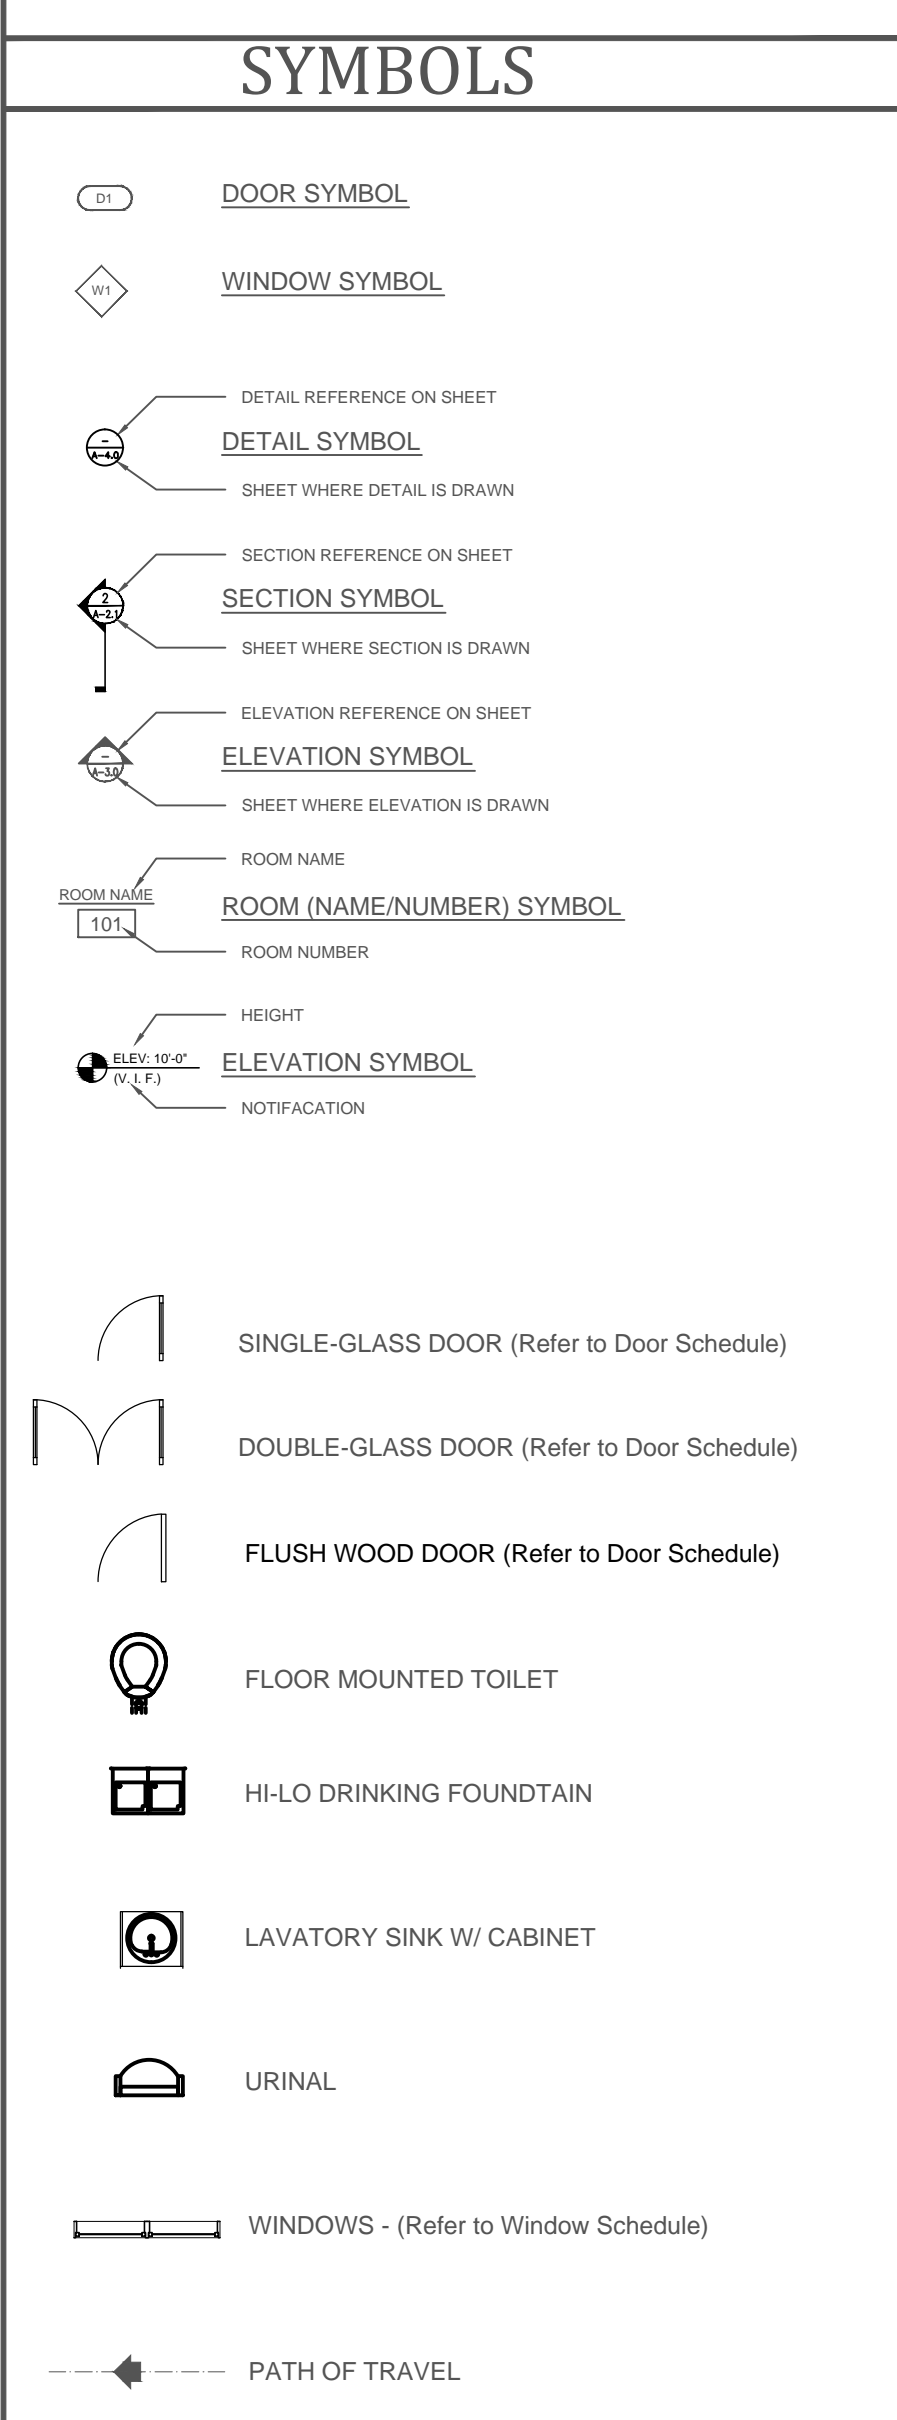 SYMBOLS
D1
DOOR SYMBOL
W1
WINDOW SYMBOL
DETAIL REFERENCE ON SHEET
-
A-4.0
DETAIL SYMBOL
SHEET WHERE DETAIL IS DRAWN
SECTION REFERENCE ON SHEET
2
A-2.1
SECTION SYMBOL
SHEET WHERE SECTION IS DRAWN
ELEVATION REFERENCE ON SHEET
-
A-3.0
ELEVATION SYMBOL
SHEET WHERE ELEVATION IS DRAWN
ROOM NAME
ROOM NAME
101
ROOM (NAME/NUMBER) SYMBOL
ROOM NUMBER
HEIGHT
ELEV: 10'-0"
(V. I. F.)
ELEVATION SYMBOL
NOTIFACATION
SINGLE-GLASS DOOR (Refer to Door Schedule)
DOUBLE-GLASS DOOR (Refer to Door Schedule)
FLUSH WOOD DOOR (Refer to Door Schedule)
FLOOR MOUNTED TOILET
HI-LO DRINKING FOUNDTAIN
LAVATORY SINK W/ CABINET
URINAL
WINDOWS - (Refer to Window Schedule)
PATH OF TRAVEL